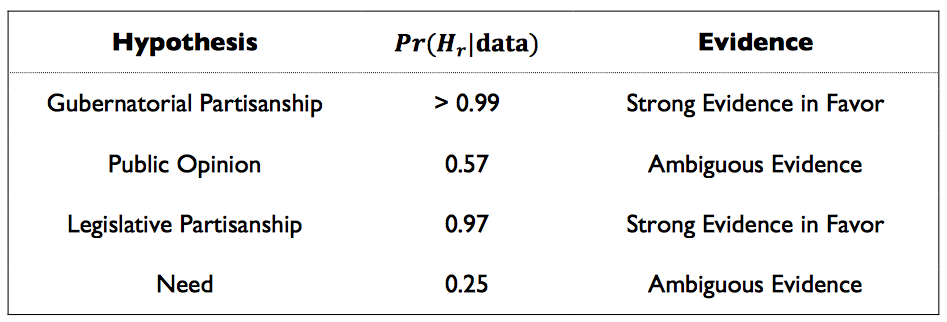 Hypothesis Pr(H_r|data) Evidence
Gubernatorial Partisanship > 0.99 Strong Evidence in Favor
Public Opinion 0.57 Ambiguous Evidence
Legislative Partisanship 0.97 Strong Evidence in Favor
Need 0.25 Ambiguous Evidence